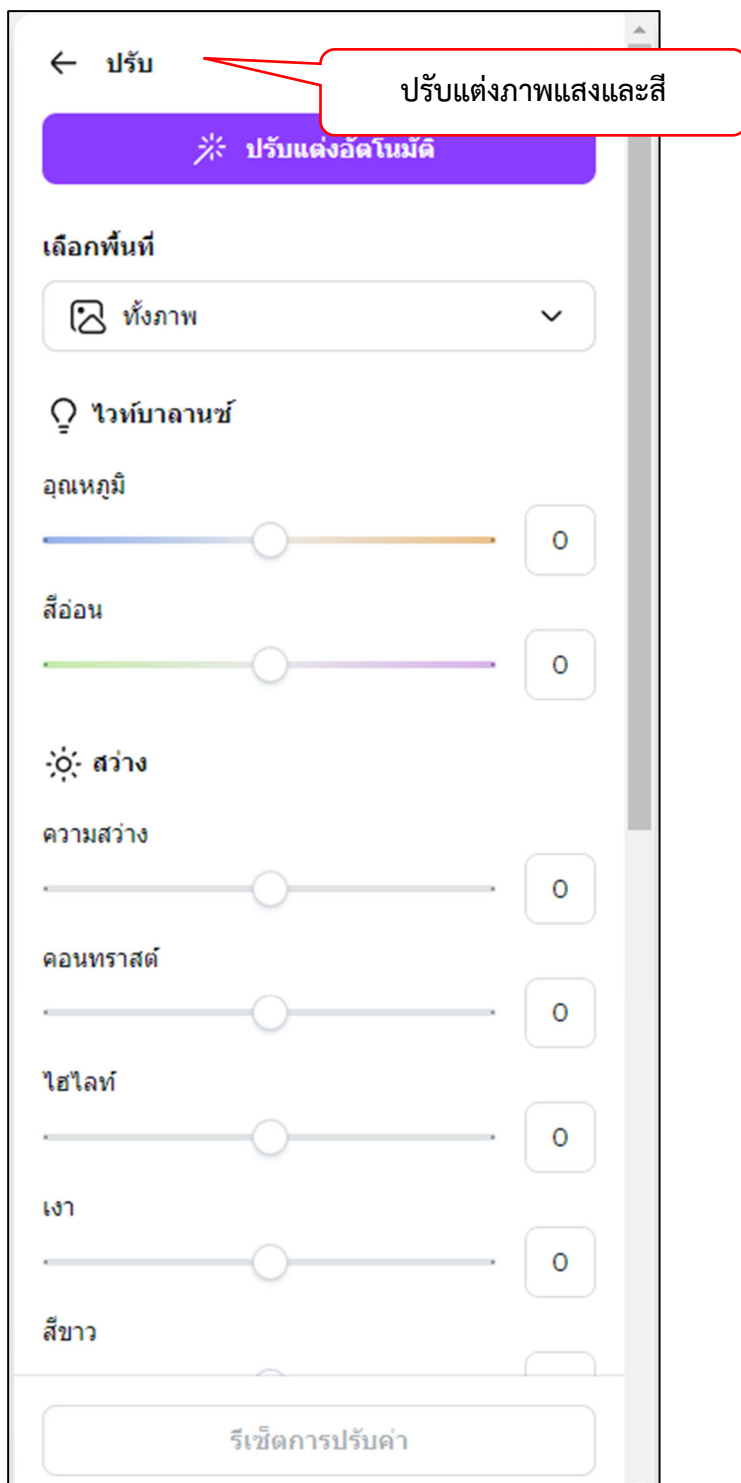 ปรับ
ปรับแต่งภาพแสงและสี
ปรับแต่งอัตโนมัติ
เลือกพื้นที่
ทั้งภาพ
ไวท์บาลานซ์
อุณหภูมิ
0
สีอ่อน
0
สว่าง
ความสว่าง
0
คอนทราสต์
0
ไฮไลท์
0
เงา
0
สีขาว
รีเซ็ตการปรับค่า